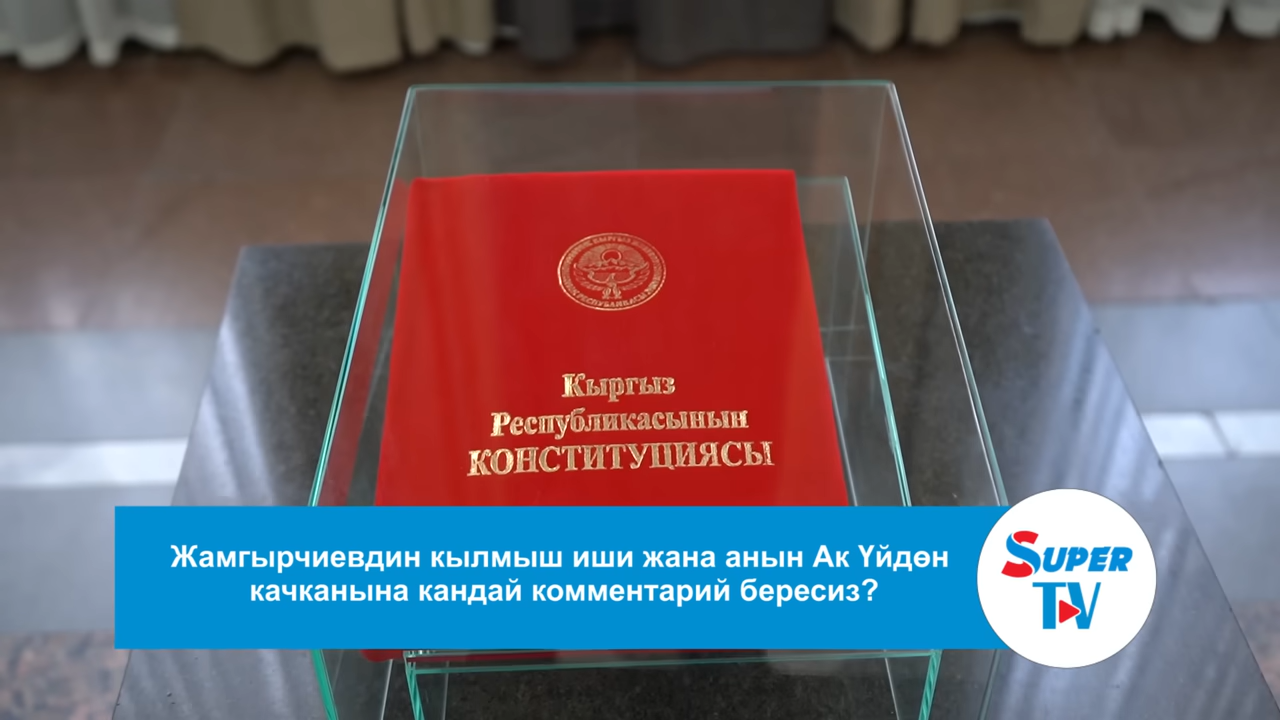 Кыргыз
Республикасынын
КОНСТИТУЦИЯСЫ
Жамгырчиевдин кылмыш иши жана анын Ак Үйдөн
качканына кандай комментарий бересиз?
SUPER
TV